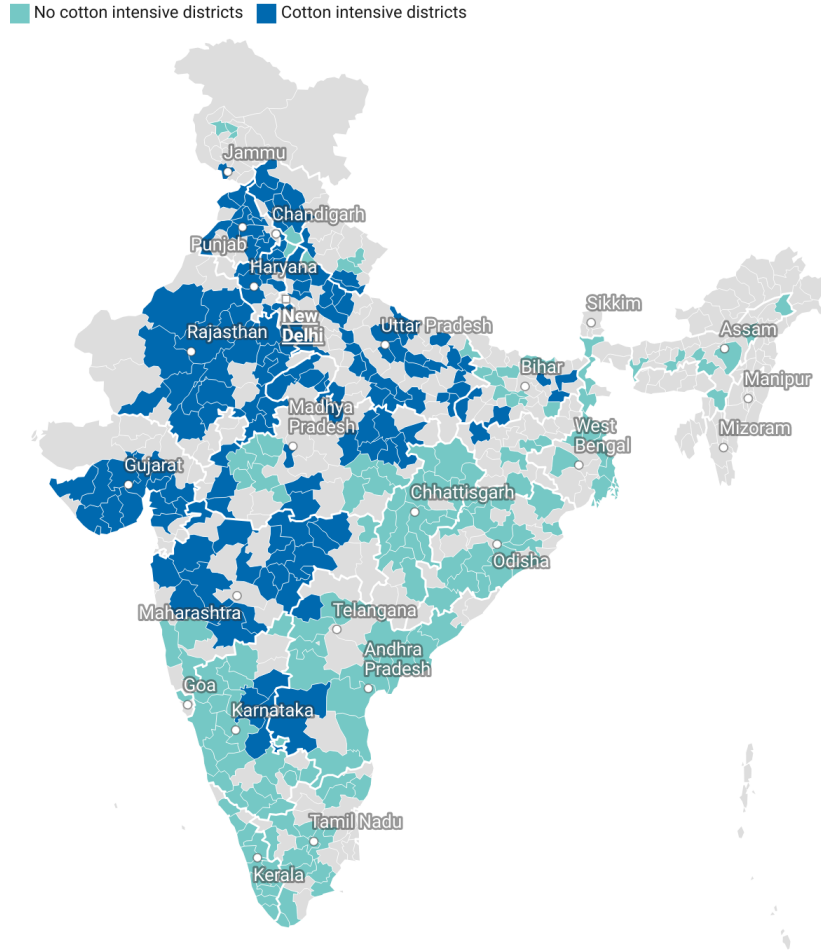 No cotton intensive districts
Cotton intensive districts
Jammu
Chandigarh
Punjab
Haryana
New
Delhi
Sikkim
Rajasthan
Uttar Pradesh
Assam
Bihar
Manipur
Madhya
Pradesh
West
Bengal
Mizoram
Gujarat
Chhattisgarh
Odisha
Maharashtra
Telangana
Andhra
Pradesh
Goa
Karnataka
Tamil Nadu
Kerala